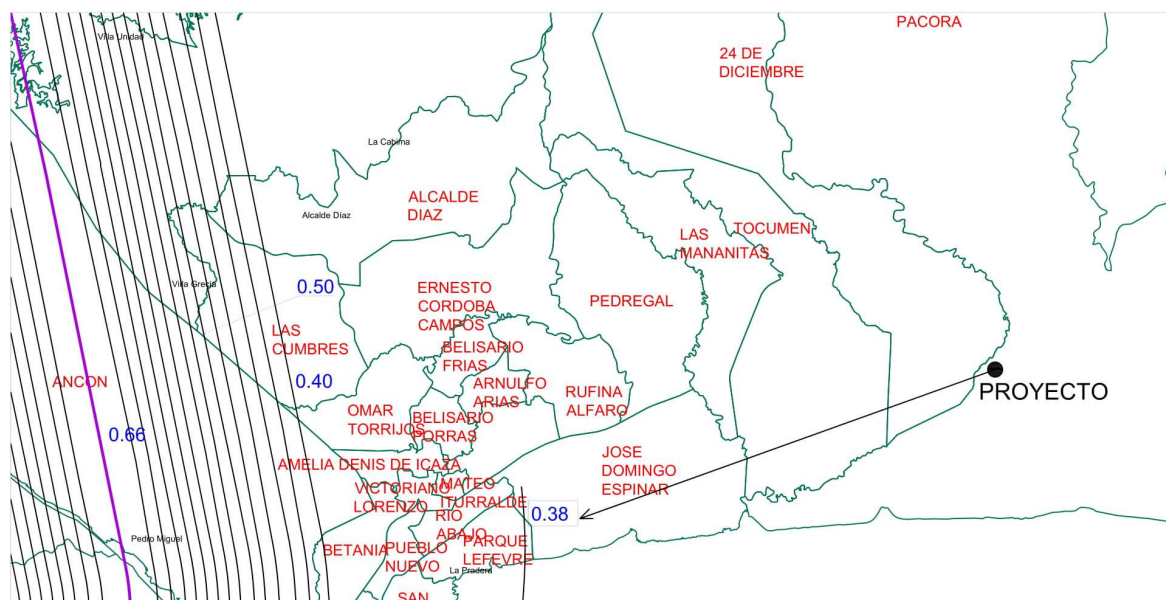 PACORA
Villa Unidad
24 DE
DICIEMBRE
La Cabima
ALCALDE
DIAZ
Alcalde Díaz
TOCUMEN
LAS
MANANITAS
Villa Grecia
0.50
ERNESTO
CORDOBA
CAMPOS
PEDREGAL
LAS
CUMBRES
BELISARIO
FRIAS
ANCON
0.40
ARNULFO
ARIAS
RUFINA
ALFARO
PROYECTO
OMAR
TORRIJOS
BELISARIO
PORRAS
0.66
JOSE
DOMINGO
ESPINAR
AMELIA DENIS DE ICAZA
VICTORIANO
LORENZO
MATEO
ITURRALDE
0.38
RIO
ABAJO
Pedro Miguel
BETANIA
PUEBLO
NUEVO
PARQUE
LEFEVRE
La Pradera
SAN